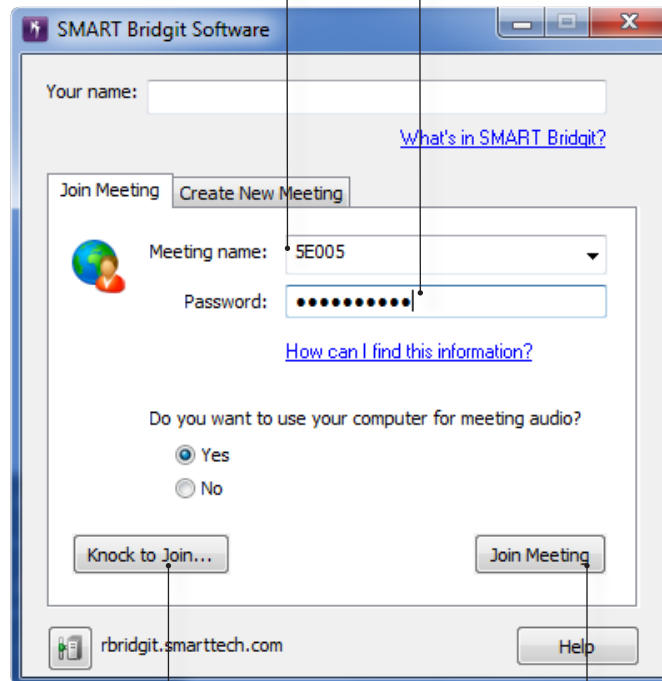 SMART Bridgit Software
Your name:
What's in SMART Bridgit?
Join Meeting Create New Meeting
Meeting name: 5E005
Password: ●●●●●●●●●●
How can I find this information?
Do you want to use your computer for meeting audio?
Yes
No
Knock to Join... Join Meeting
rbridgit.smarttech.com Help